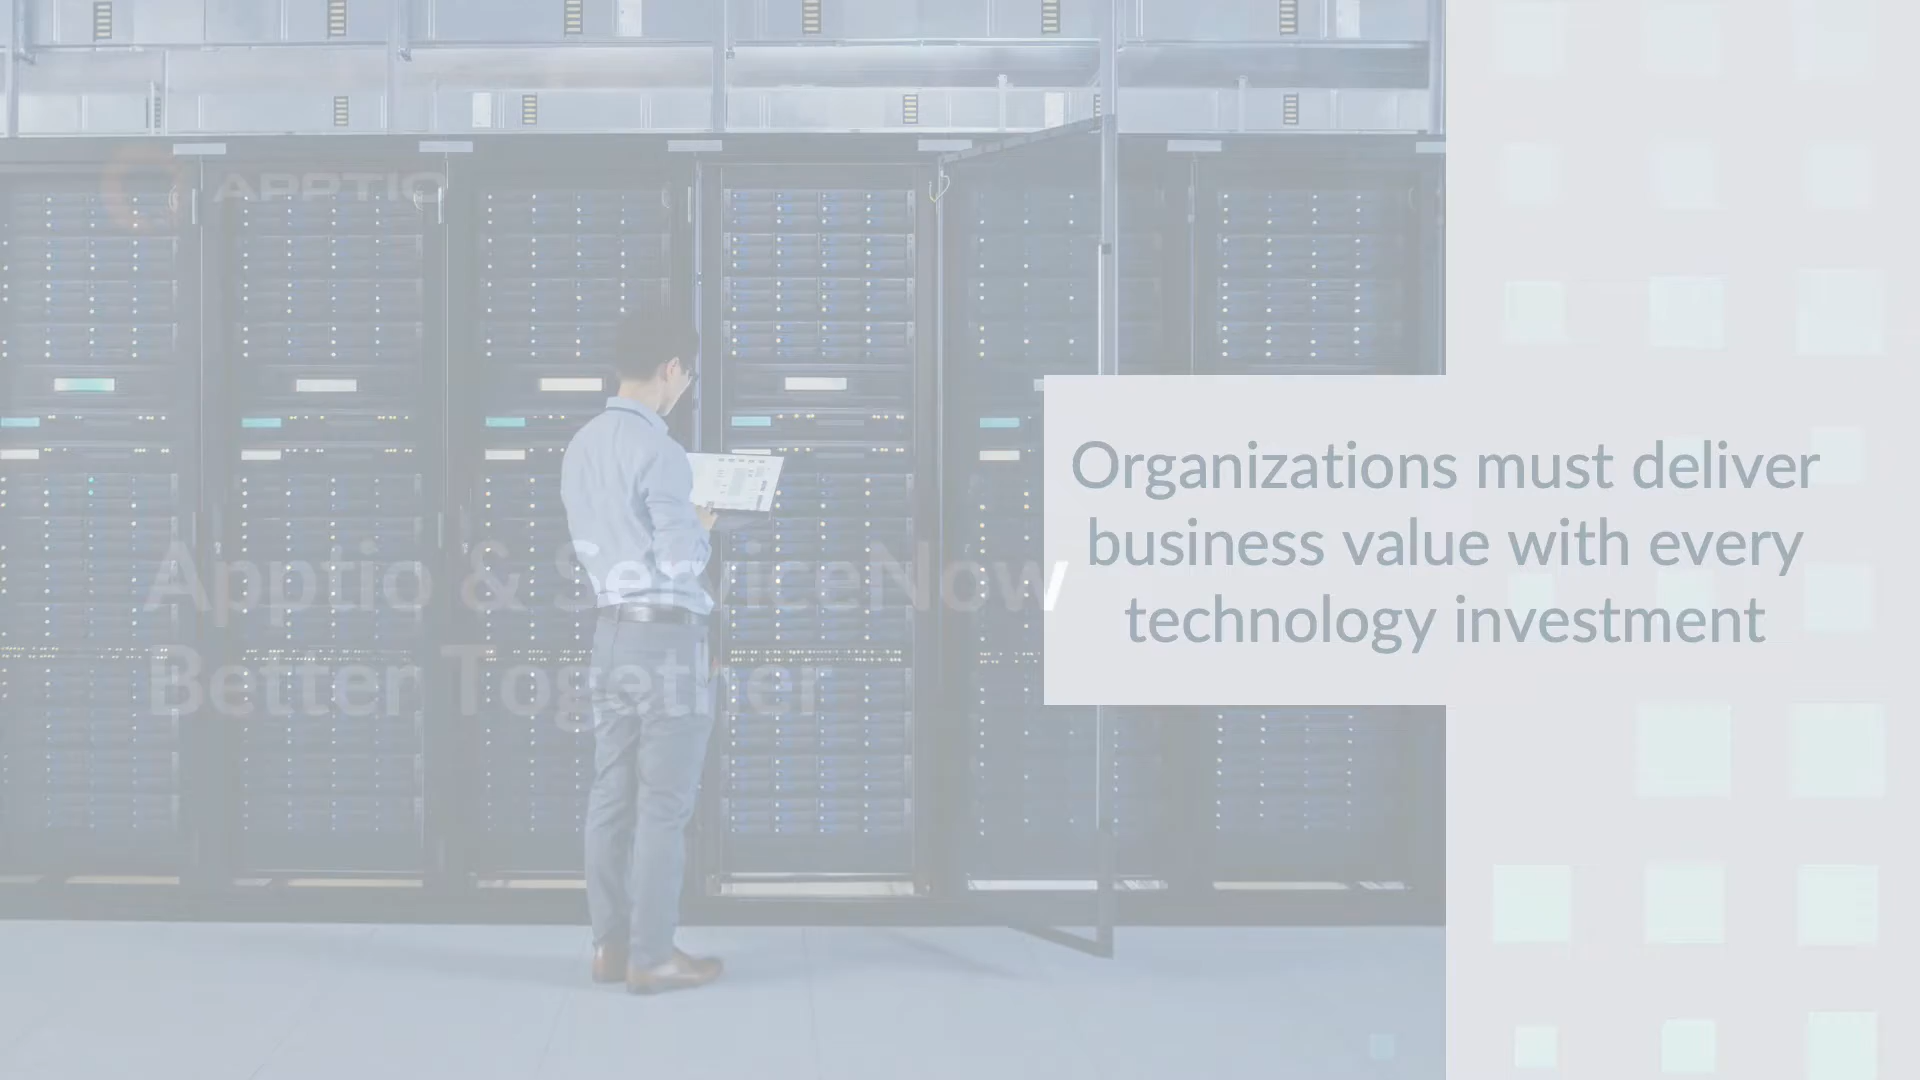 APPTIO
Apptio & ServiceNow
Better Together
Organizations must deliver
business value with every
technology investment